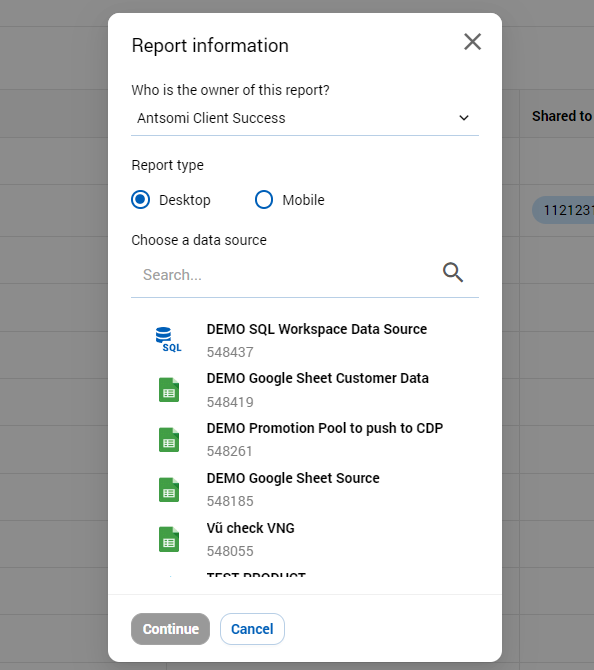 Report information
Who is the owner of this report?
Antsomi Client Success
Shared to
Report type
Desktop
Mobile
1121231
Choose a data source
Search...
SQL
DEMO SQL Workspace Data Source
548437
DEMO Google Sheet Customer Data
548419
DEMO Promotion Pool to push to CDP
548261
DEMO Google Sheet Source
548185
Vũ check VNG
548055
TEST PRODUCT
Continue
Cancel